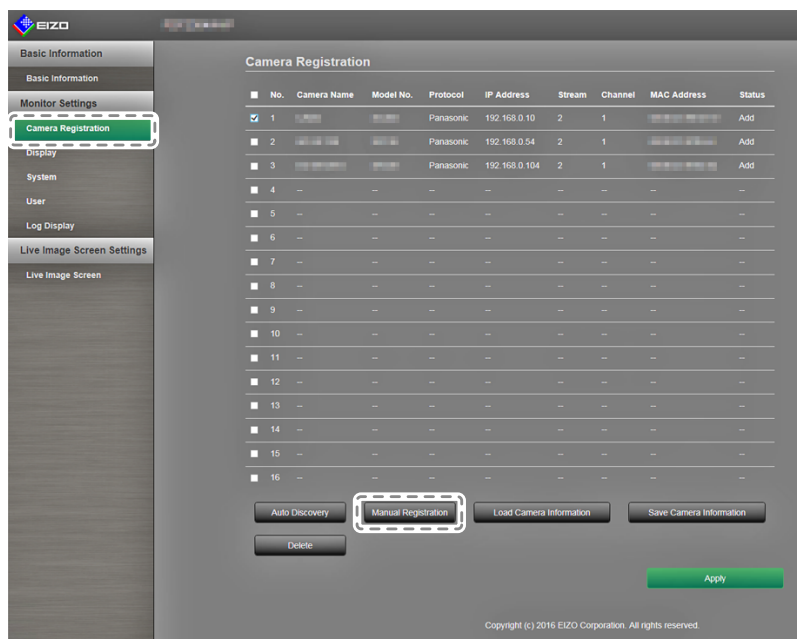 EIZO
Basic Information
Basic Information
Monitor Settings
Camera Registration
Display
System
User
Log Display
Live Image Screen Settings
Live Image Screen
Camera Registration
No. Camera Name Model No. Protocol IP Address Stream Channel MAC Address Status
1 Panasonic 192.168.0.10 2 1 Add
2 Panasonic 192.168.0.54 2 1 Add
3 Panasonic 192.168.0.104 2 1 Add
4 -- -- -- -- -- -- -- --
5 -- -- -- -- -- -- -- --
6 -- -- -- -- -- -- -- --
7 -- -- -- -- -- -- -- --
8 -- -- -- -- -- -- -- --
9 -- -- -- -- -- -- -- --
10 -- -- -- -- -- -- -- --
11 -- -- -- -- -- -- -- --
12 -- -- -- -- -- -- -- --
13 -- -- -- -- -- -- -- --
14 -- -- -- -- -- -- -- --
15 -- -- -- -- -- -- -- --
16 -- -- -- -- -- -- -- --
Auto Discovery Manual Registration Load Camera Information Save Camera Information
Delete
Apply
Copyright (c) 2016 EIZO Corporation. All rights reserved.